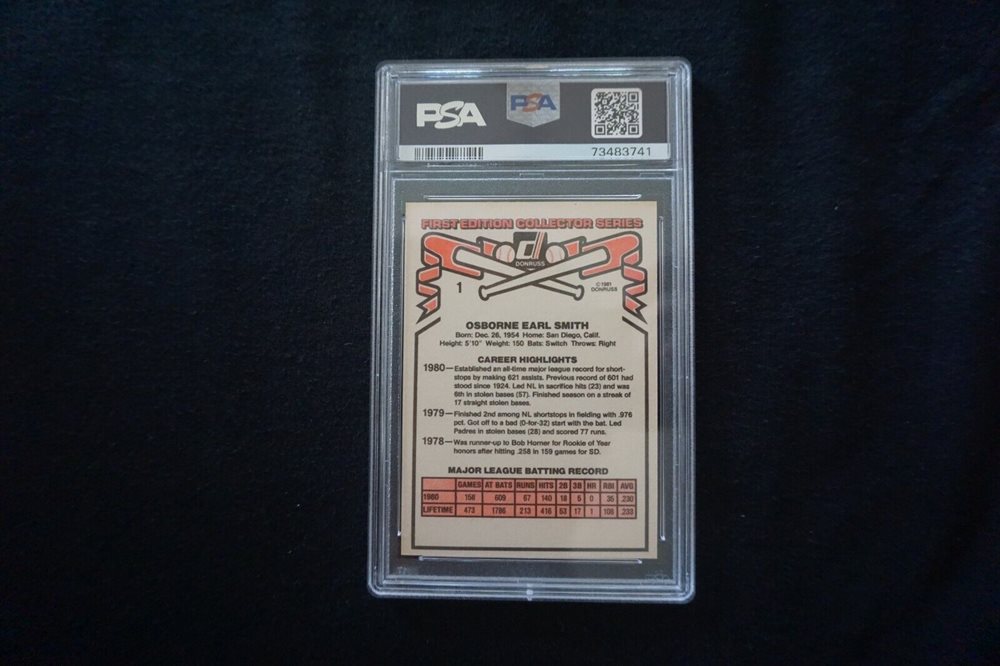 PSA
PSA
73483741
FIRST EDITION COLLECTOR SERIES
d
DONRUSS
1
© 1981
DONRUSS
OSBORNE EARL SMITH
Born: Dec. 26, 1954 Home: San Diego, Calif.
Height: 5'10" Weight: 150 Bats: Switch Throws: Right
CAREER HIGHLIGHTS
1980—Established an all-time major league record for short-
stops by making 621 assists. Previous record of 601 had
stood since 1924. Led NL in sacrifice hits (23) and was
6th in stolen bases (57). Finished season on a streak of
17 straight stolen bases.
1979—Finished 2nd among NL shortstops in fielding with .976
pct. Got off to a bad (0-for-32) start with the bat. Led
Padres in stolen bases (28) and scored 77 runs.
1978—Was runner-up to Bob Horner for Rookie of Year
honors after hitting .258 in 159 games for SD.
MAJOR LEAGUE BATTING RECORD
GAMES AT BATS RUNS HITS 2B 3B HR RBI AVG
1980 158 609 67 140 18 5 0 35 .230
LIFETIME 473 1786 213 416 53 17 1 108 .233